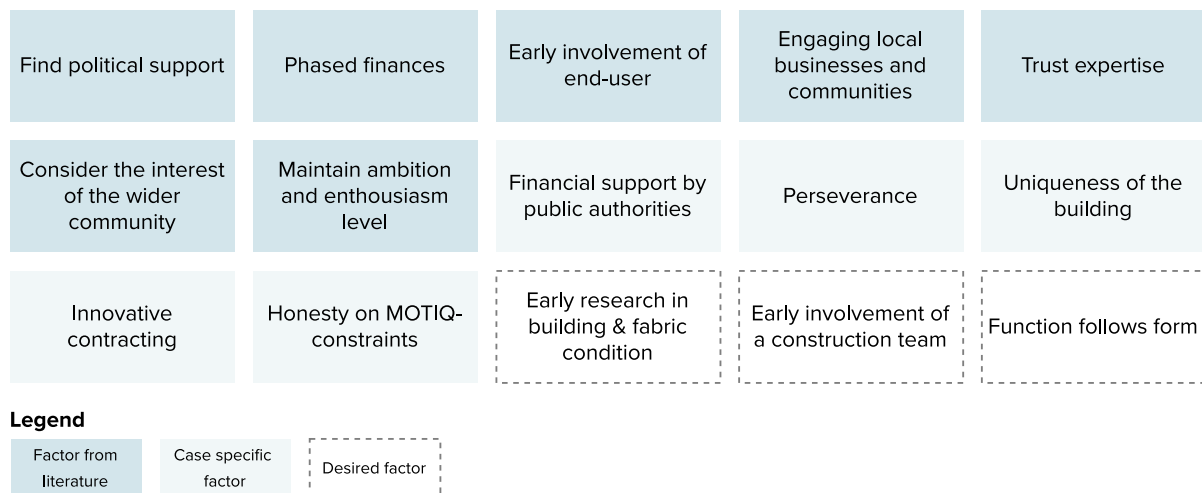 Find political support
Phased finances
Early involvement of
end-user
Engaging local
businesses and
communities
Trust expertise
Consider the interest
of the wider
community
Maintain ambition
and enthousiasm
level
Financial support by
public authorities
Perseverance
Uniqueness of the
building
Innovative
contracting
Honesty on MOTIQ-
constraints
Early research in
building & fabric
condition
Early involvement of
a construction team
Function follows form
Legend
Factor from
literature
Case specific
factor
Desired factor